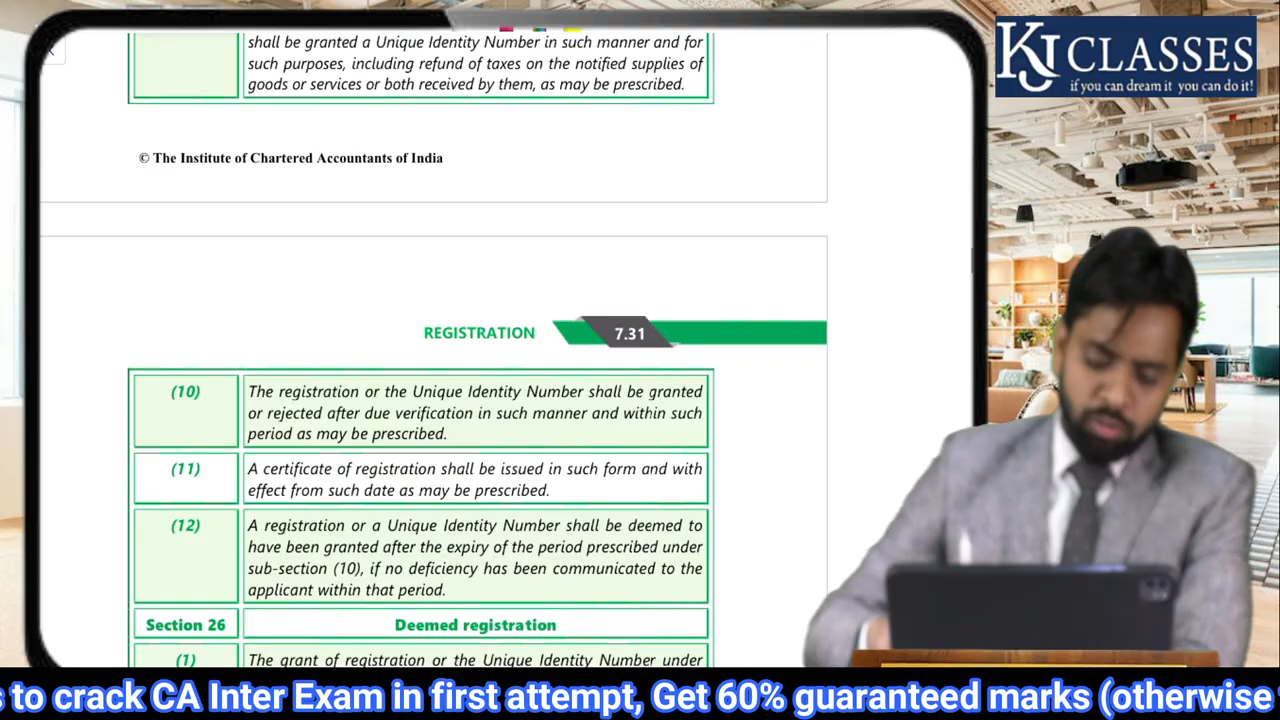 shall be granted a Unique Identity Number in such manner and for
such purposes, including refund of taxes on the notified supplies of
goods or services or both received by them, as may be prescribed.
© The Institute of Chartered Accountants of India
REGISTRATION 7.31
(10) The registration or the Unique Identity Number shall be granted
or rejected after due verification in such manner and within such
period as may be prescribed.
(11) A certificate of registration shall be issued in such form and with
effect from such date as may be prescribed.
(12) A registration or a Unique Identity Number shall be deemed to
have been granted after the expiry of the period prescribed under
sub-section (10), if no deficiency has been communicated to the
applicant within that period.
Section 26 Deemed registration
(1) The grant of registration or the Unique Identity Number under
KJ CLASSES
if you can dream it you can do it!
to crack CA Inter Exam in first attempt, Get 60% guaranteed marks (otherwise